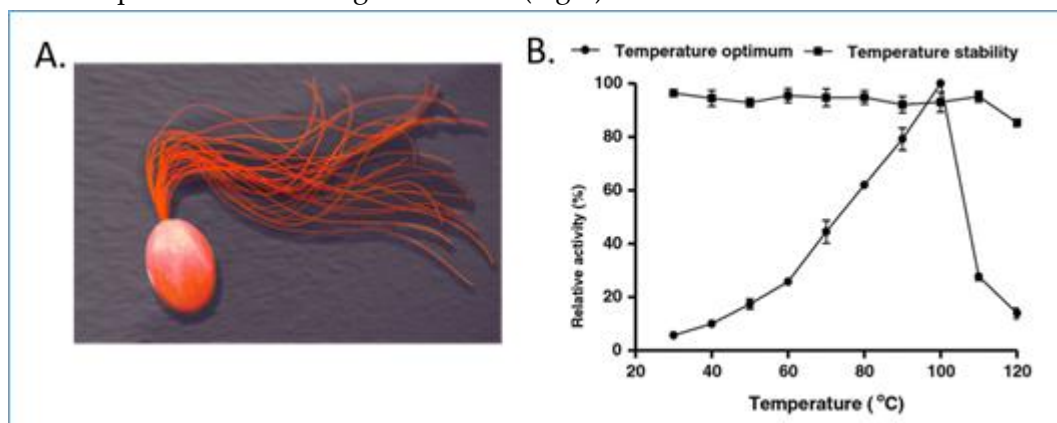 A.
B.
Temperature optimum Temperature stability
100
80
60
40
20
0
Relative activity (%)
20 40 60 80 100 120
Temperature (°C)